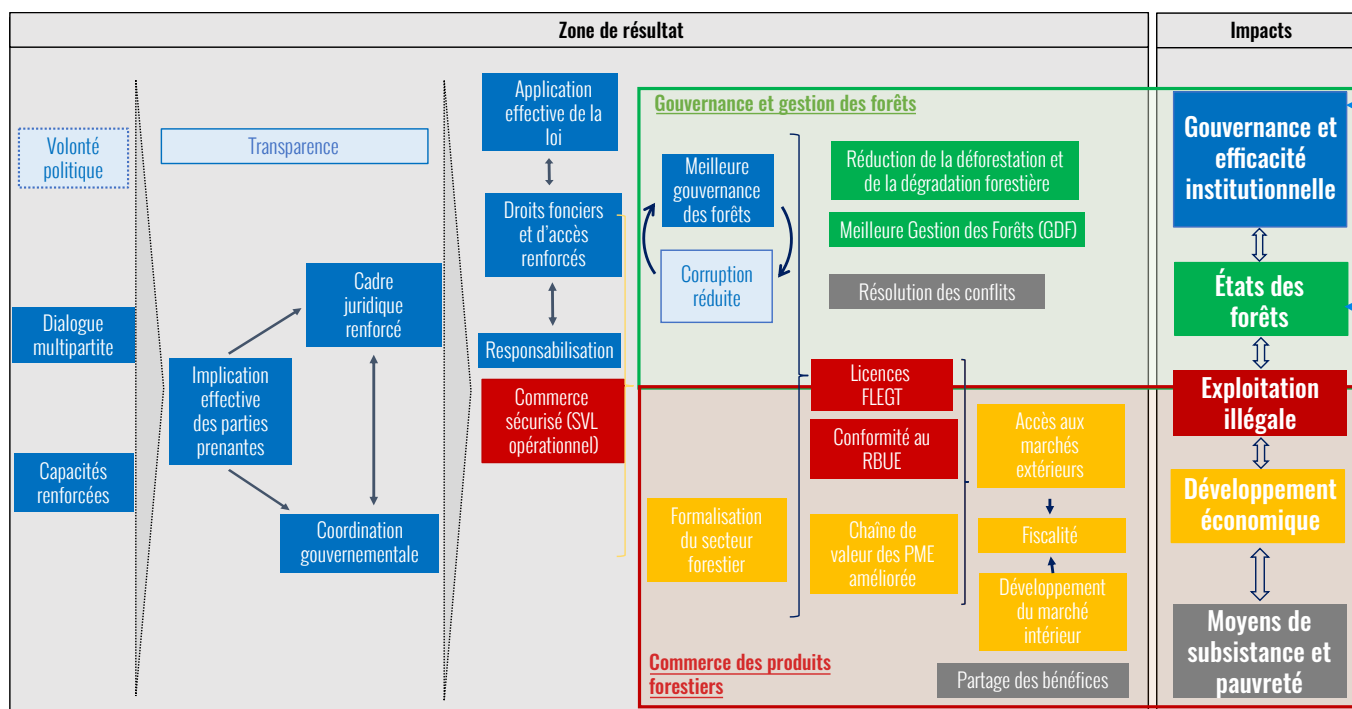 Zone de résultat
Impacts
Volonté
politique
Dialogue
multipartite
Capacités
renforcées
Transparence
Cadre
juridique
renforcé
Implication
effective
des parties
prenantes
Coordination
gouvernementale
Application
effective de la
loi
Droits fonciers
et d'accès
renforcés
Responsabilisation
Commerce
sécurisé (SVL
opérationnel)
Gouvernance et gestion des forêts
Meilleure
gouvernance
des forêts
Corruption
réduite
Réduction de la déforestation et
de la dégradation forestière
Meilleure Gestion des Forêts (GDF)
Résolution des conflits
Licences
FLEGT
Conformité au
RBUE
Formalisation
du secteur
forestier
Chaîne de
valeur des PME
améliorée
Accès aux
marchés
extérieurs
Fiscalité
Développement
du marché
intérieur
Commerce des produits
forestiers
Partage des bénéfices
Gouvernance et
efficacité
institutionnelle
États des
forêts
Exploitation
illégale
Développement
économique
Moyens de
subsistance et
pauvreté